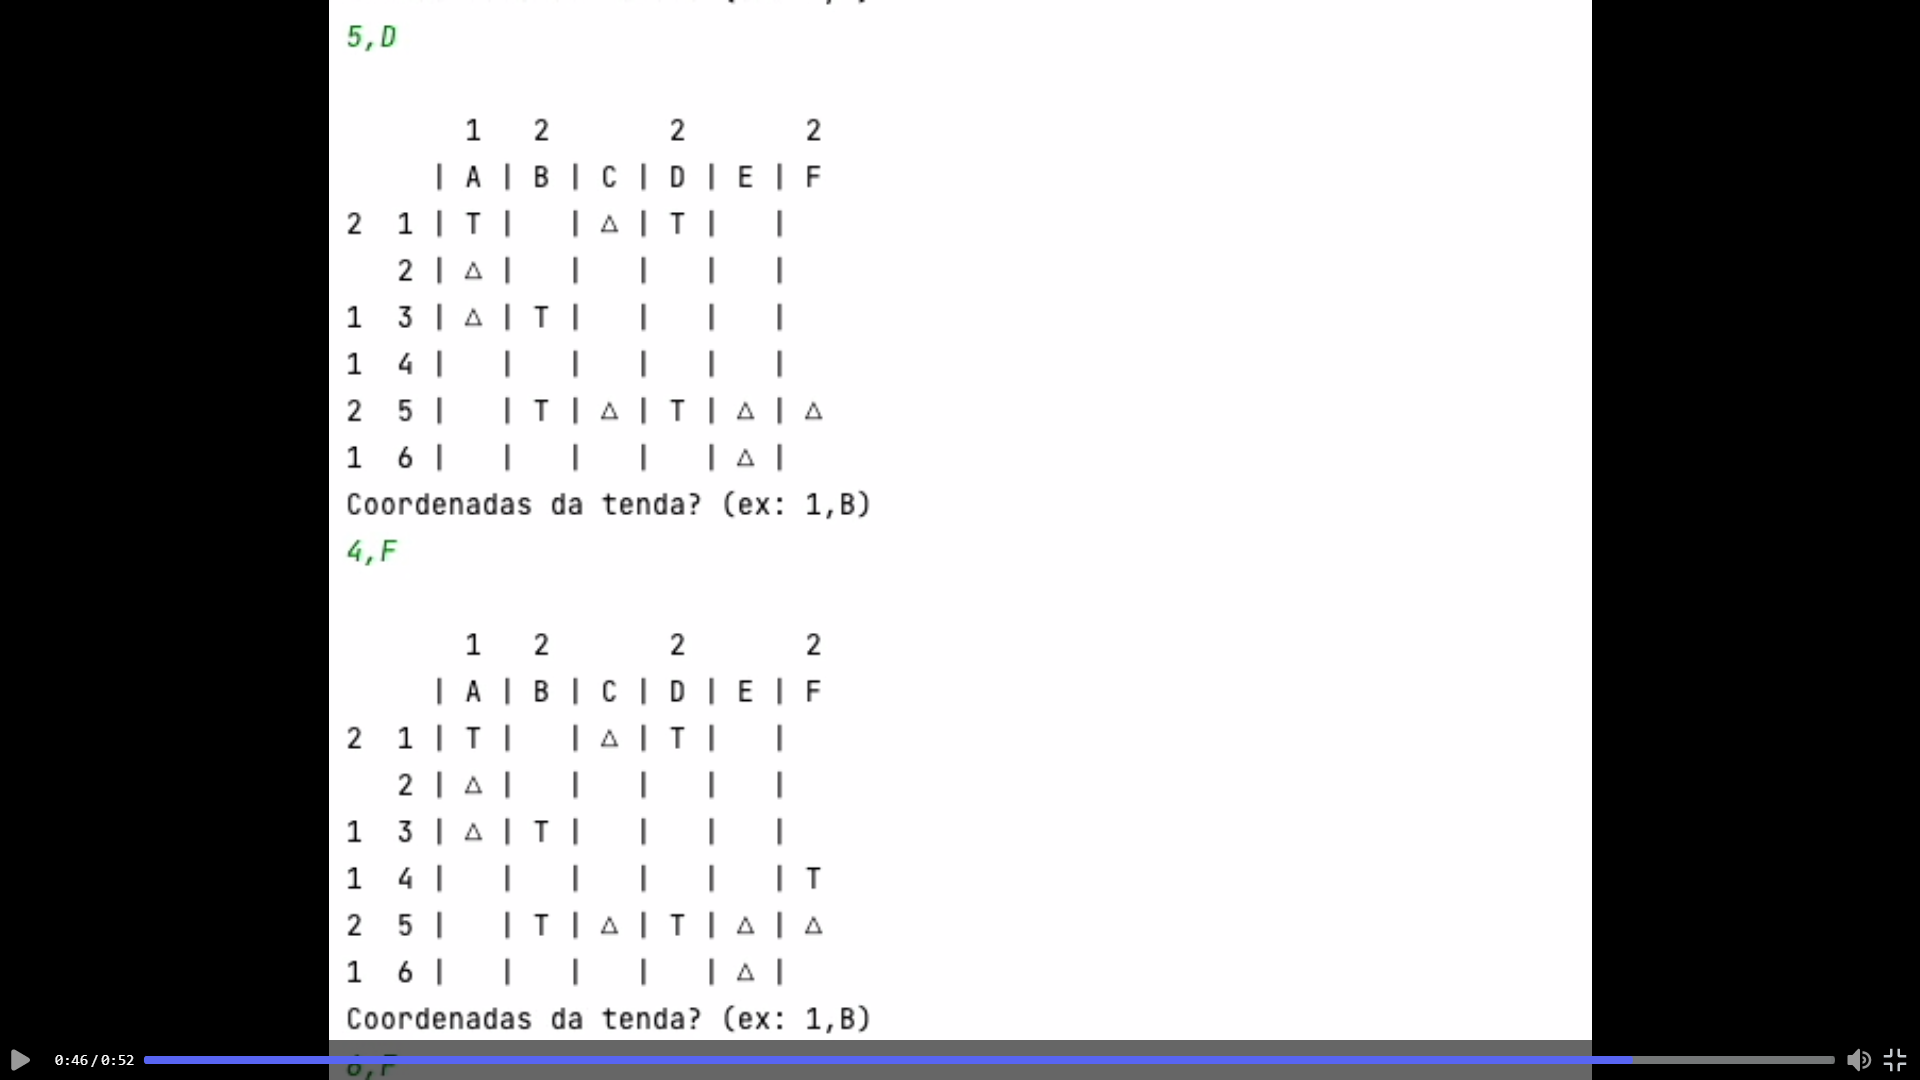 5,D
1 2 2 2
| A | B | C | D | E | F
2 1 | T | | △ | T | |
2 | △ | | | | |
1 3 | △ | T | | | |
1 4 | | | | | |
2 5 | | T | △ | T | △ | △
1 6 | | | | | △ |
Coordenadas da tenda? (ex: 1,B)
4,F
1 2 2 2
| A | B | C | D | E | F
2 1 | T | | △ | T | |
2 | △ | | | | |
1 3 | △ | T | | | |
1 4 | | | | | | T
2 5 | | T | △ | T | △ | △
1 6 | | | | | △ |
Coordenadas da tenda? (ex: 1,B)
6,F
0:46/0:52